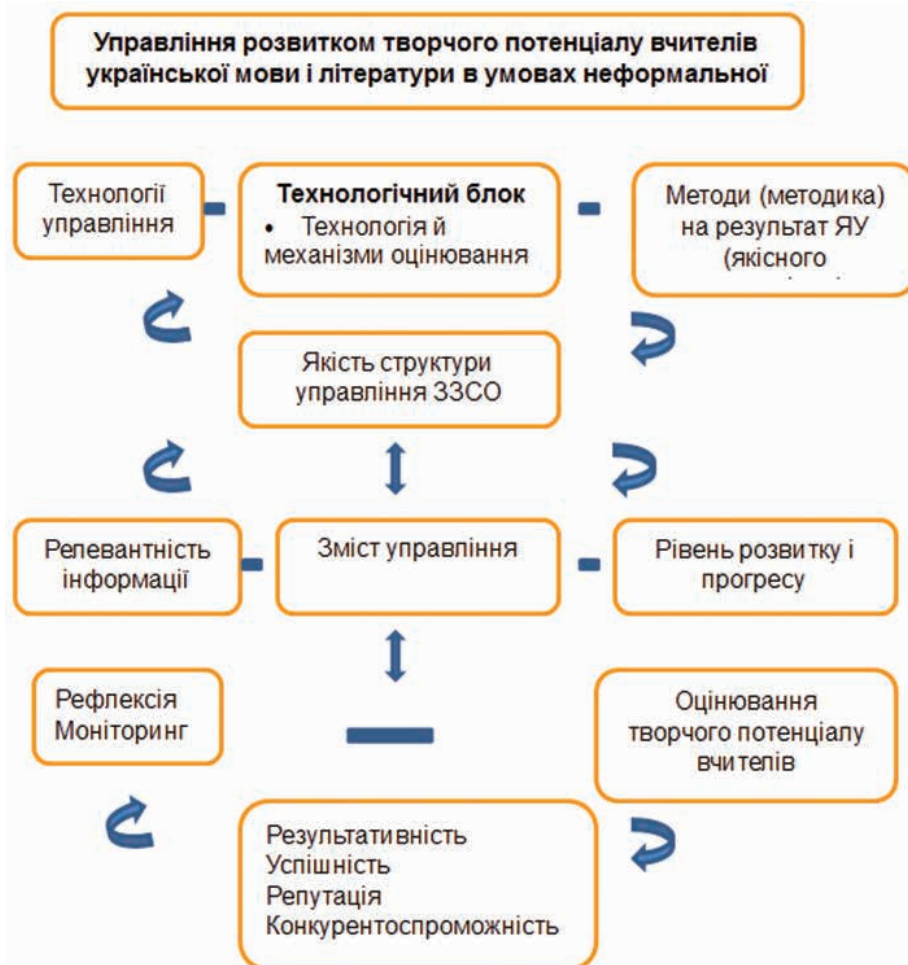 Управління розвитком творчого потенціалу вчителів
української мови і літератури в умовах неформальної
Технології
управління
Технологічний блок
• Технологія й
механізми оцінювання
Методи (методика)
на результат ЯУ
(якісного
Якість структури
управління ЗЗСО
Релевантність
інформації
Зміст управління
Рівень розвитку і
прогресу
Рефлексія
Моніторинг
Оцінювання
творчого потенціалу
вчителів
Результативність
Успішність
Репутація
Конкурентоспроможність